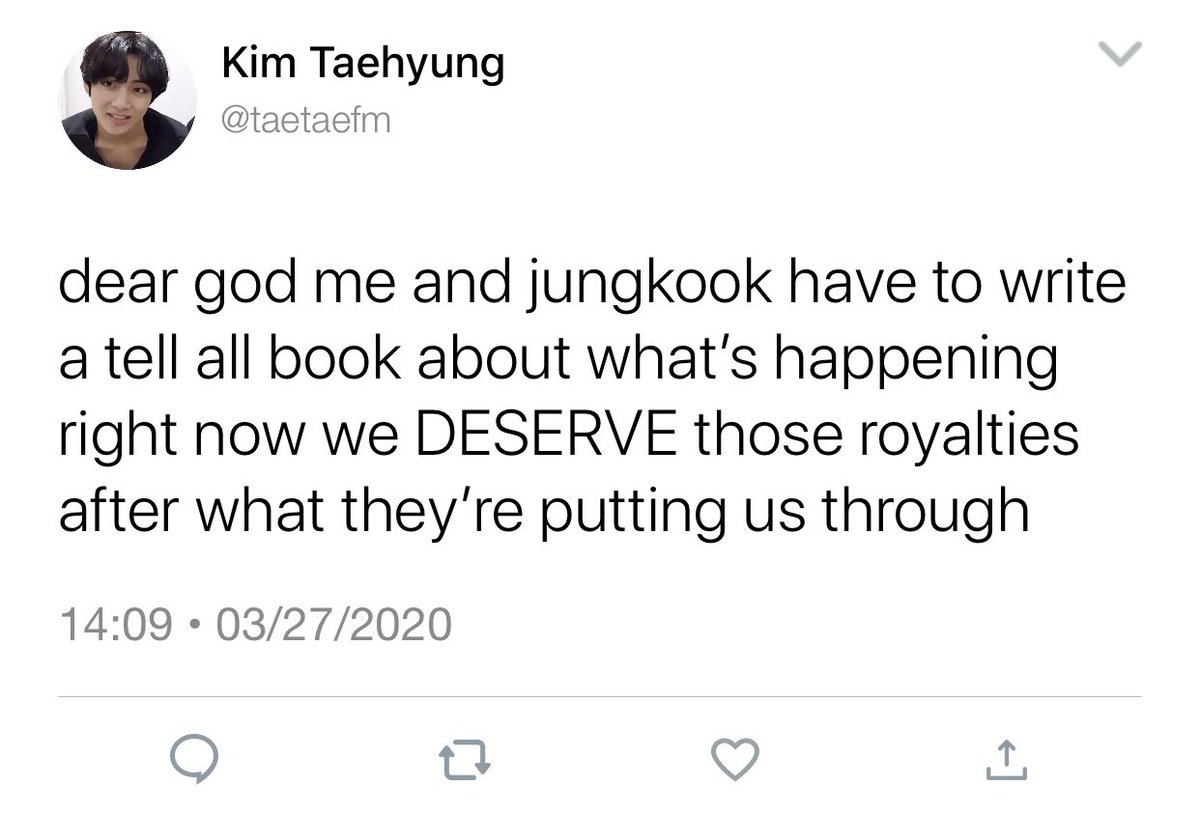 Kim Taehyung
@taetaefm
dear god me and jungkook have to write
a tell all book about what’s happening
right now we DESERVE those royalties
after what they’re putting us through
14:09 • 03/27/2020